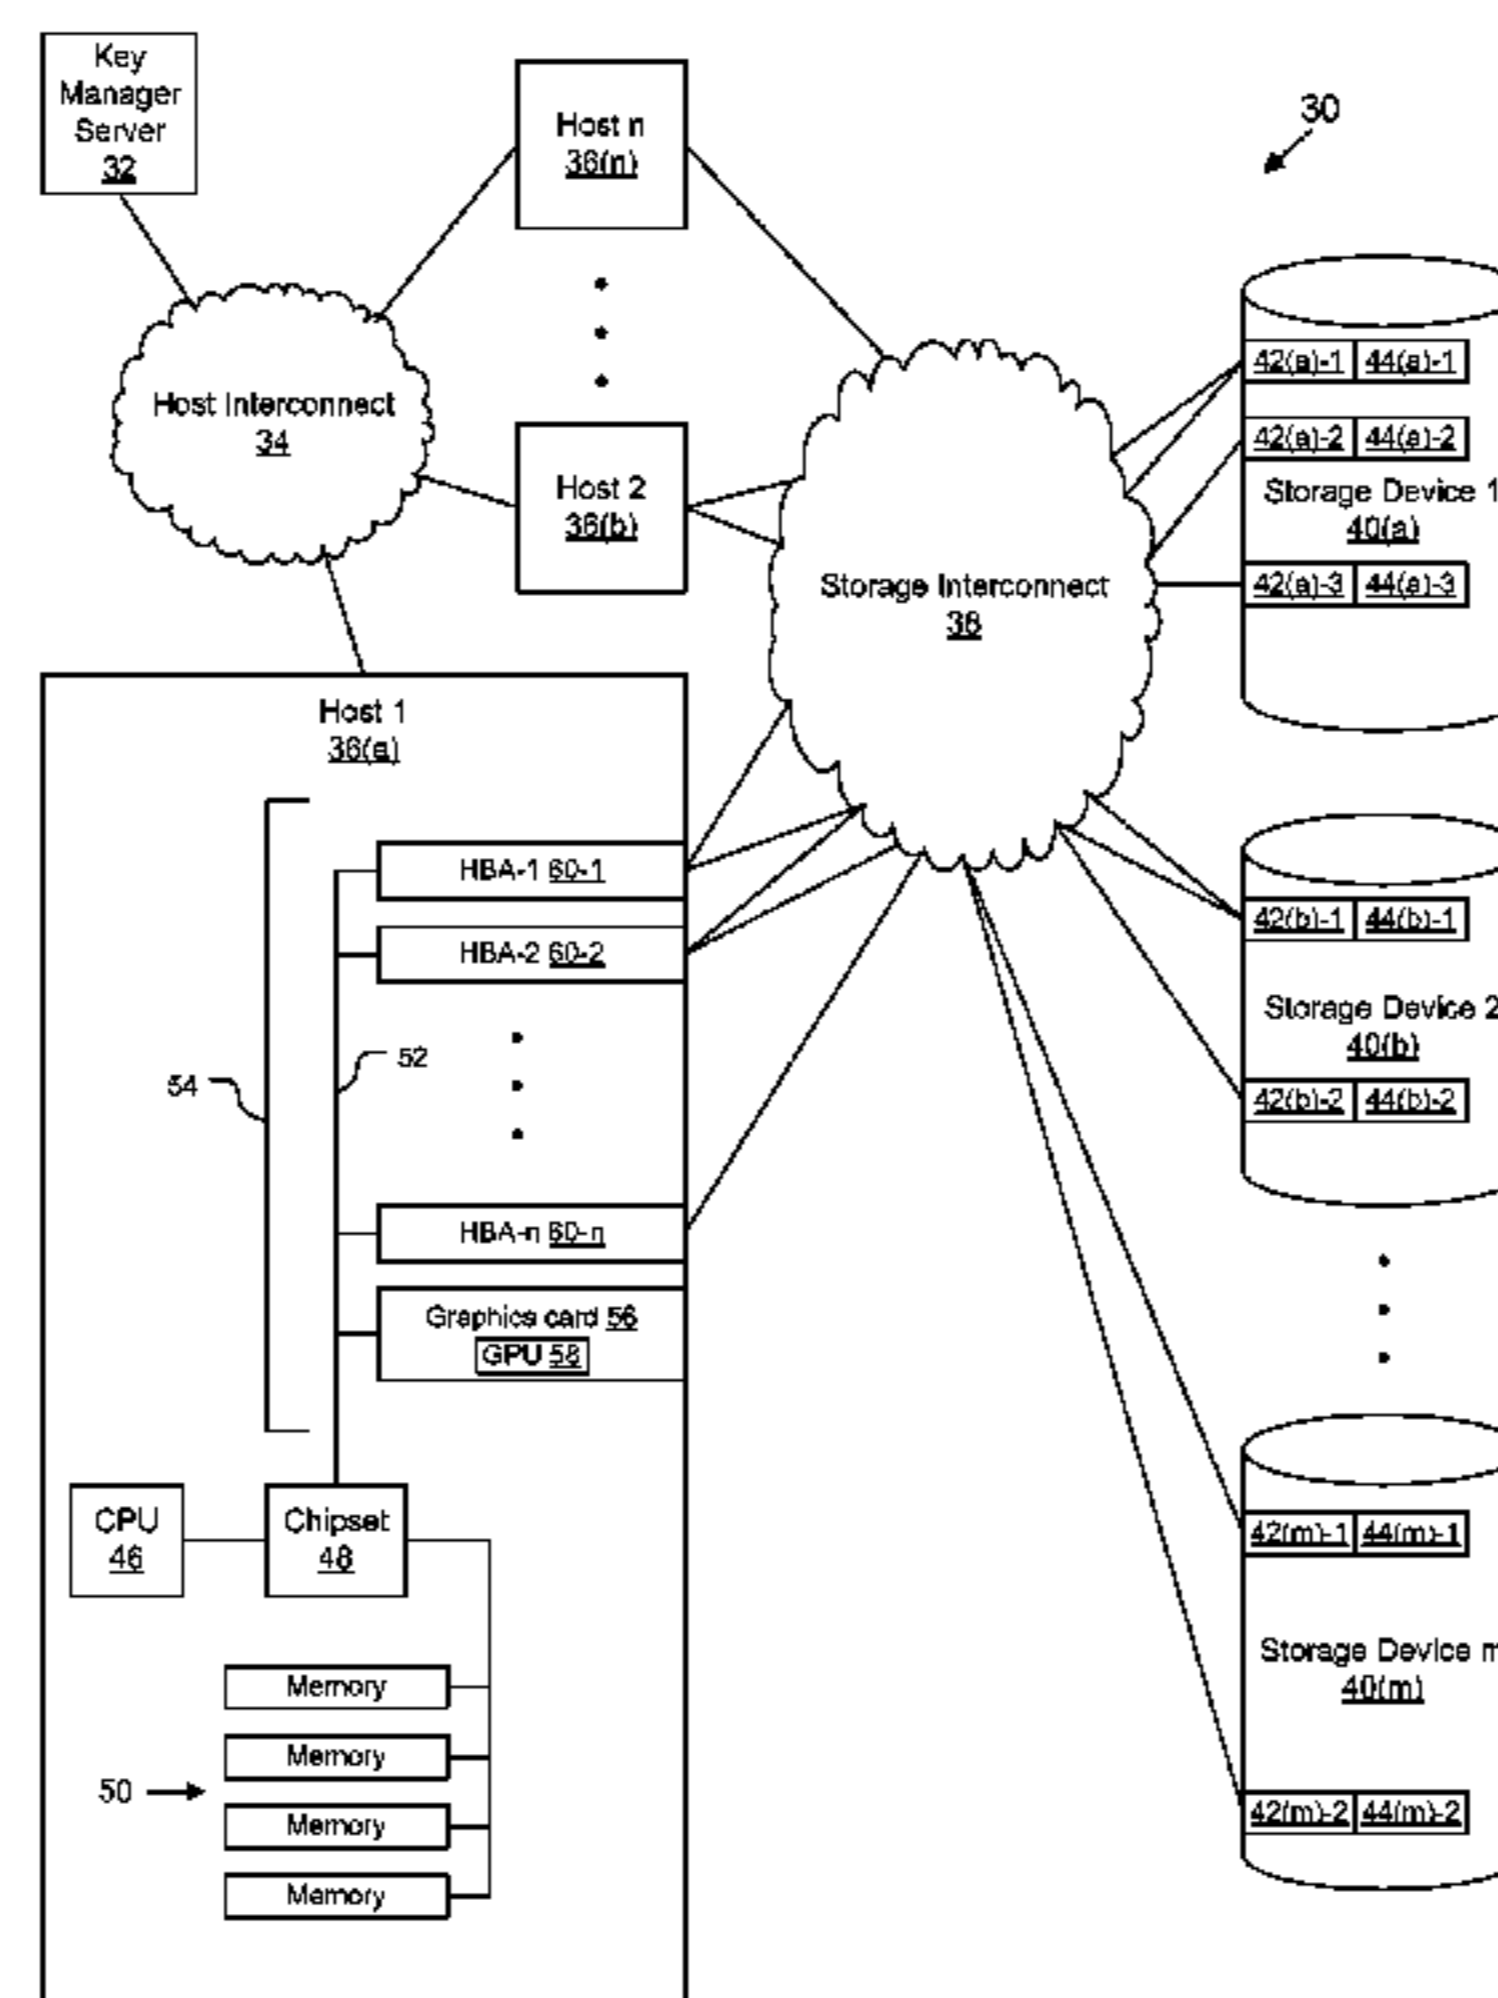 Key
Manager
Server
32
Host n
36(n)
30
Host Interconnect
34
Host 2
36(b)
Storage Interconnect
38
42(a)-1 44(a)-1
42(a)-2 44(a)-2
Storage Device 1
40(a)
42(a)-3 44(a)-3
Host 1
36(a)
HBA-1 60-1
HBA-2 60-2
52
54
HBA-n 60-n
Graphics card 56
GPU 58
CPU
46
Chipset
48
Memory
Memory
50
Memory
Memory
42(b)-1 44(b)-1
Storage Device 2
40(b)
42(b)-2 44(b)-2
42(m)-1 44(m)-1
Storage Device m
40(m)
42(m)-2 44(m)-2